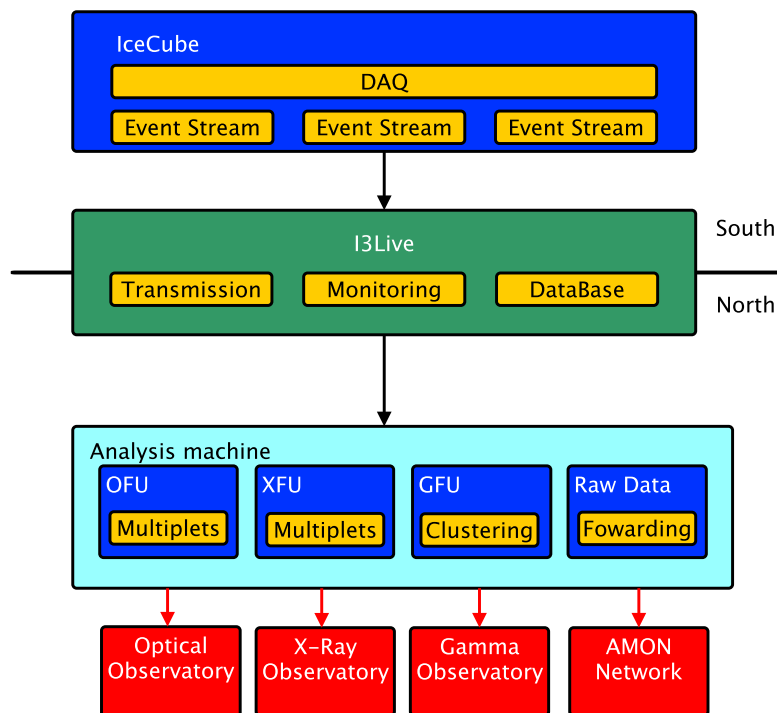 IceCube
DAQ
Event Stream
Event Stream
Event Stream
I3Live
South
Transmission
Monitoring
DataBase
North
Analysis machine
OFU
XFU
GFU
Raw Data
Multiplets
Multiplets
Clustering
Fowarding
Optical
Observatory
X-Ray
Observatory
Gamma
Observatory
AMON
Network